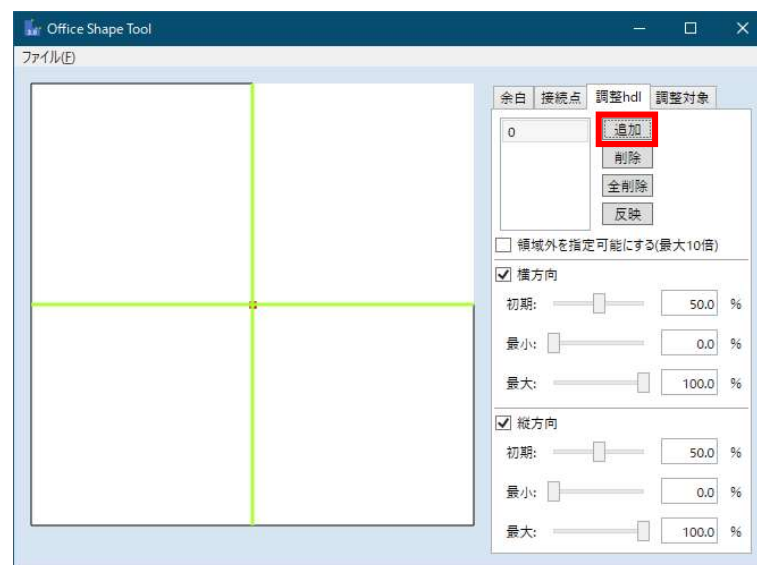 Office Shape Tool
ファイル(F)
余白 接続点 調整hdl 調整対象
0
追加
削除
全削除
反映
領域外を指定可能にする(最大10倍)
横方向
初期: 50.0 %
最小: 0.0 %
最大: 100.0 %
縦方向
初期: 50.0 %
最小: 0.0 %
最大: 100.0 %